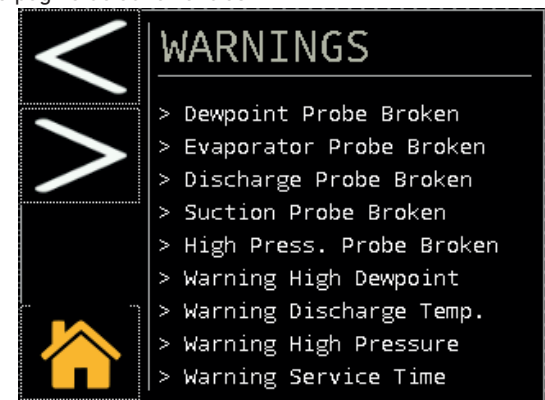 WARNINGS
> Dewpoint Probe Broken
> Evaporator Probe Broken
> Discharge Probe Broken
> Suction Probe Broken
> High Press. Probe Broken
> Warning High Dewpoint
> Warning Discharge Temp.
> Warning High Pressure
> Warning Service Time